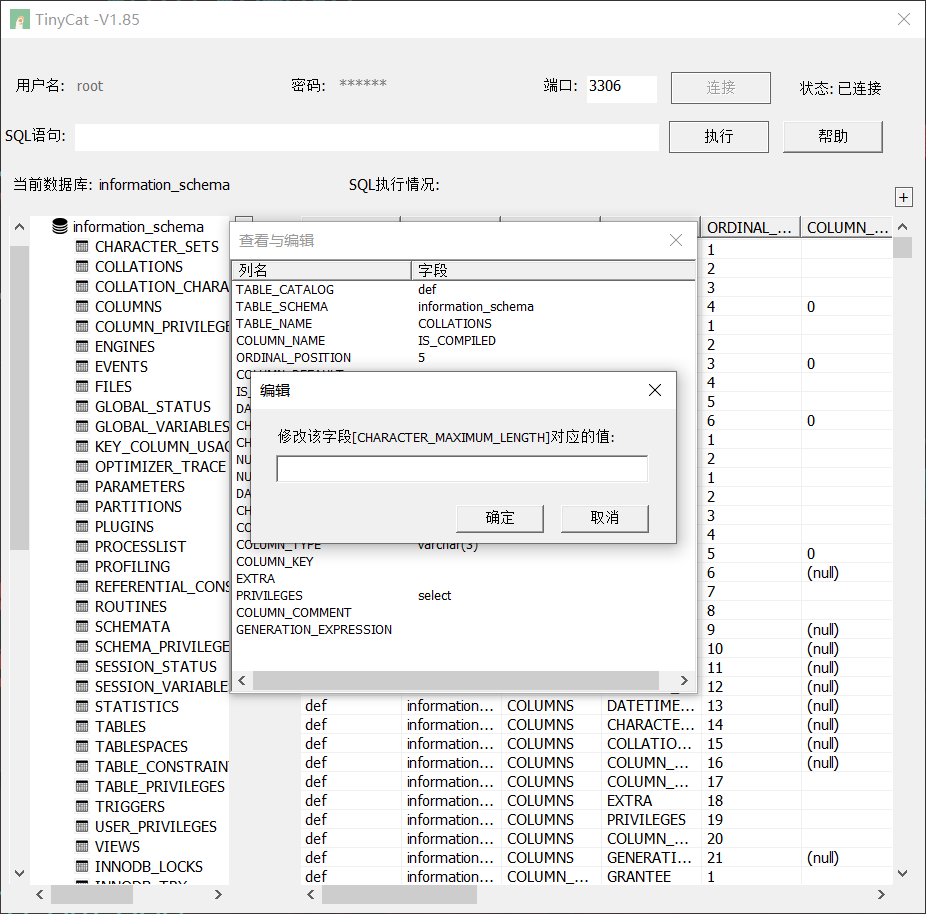 TinyCat -V1.85
用户名: root 密码: ****** 端口: 3306 连接 状态: 已连接
SQL语句: 执行 帮助
当前数据库: information_schema SQL执行情况:
+
information_schema
CHARACTER_SETS
COLLATIONS
COLLATION_CHARA
COLUMNS
COLUMN_PRIVILEGE
ENGINES
EVENTS
FILES
GLOBAL_STATUS
GLOBAL_VARIABLES
KEY_COLUMN_USAG
OPTIMIZER_TRACE
PARAMETERS
PARTITIONS
PLUGINS
PROCESSLIST
PROFILING
REFERENTIAL_CONS
ROUTINES
SCHEMATA
SCHEMA_PRIVILEGE
SESSION_STATUS
SESSION_VARIABLE
STATISTICS
TABLES
TABLESPACES
TABLE_CONSTRAIN
TABLE_PRIVILEGES
TRIGGERS
USER_PRIVILEGES
VIEWS
INNODB_LOCKS
INNODB_TRX
查看与编辑
列名 字段
TABLE_CATALOG def
TABLE_SCHEMA information_schema
TABLE_NAME COLLATIONS
COLUMN_NAME IS_COMPILED
ORDINAL_POSITION 5
COLUMN_DEFAULT
IS_
DA
CH
CH
NU
NU
DA
CH
CO
COLUMN_TYPE varchar(3)
COLUMN_KEY
EXTRA
PRIVILEGES select
COLUMN_COMMENT
GENERATION_EXPRESSION
编辑
修改该字段[CHARACTER_MAXIMUM_LENGTH]对应的值:
确定 取消
ORDINAL_... COLUMN_...
1
2
3
4 0
1
2
3 0
4
5
6 0
1
2
1
2
3
4
5 0
6 (null)
7
8
9 (null)
10 (null)
11 (null)
12 (null)
def information... COLUMNS DATETIME... 13 (null)
def information... COLUMNS CHARACTE... 14 (null)
def information... COLUMNS COLLATIO... 15 (null)
def information... COLUMNS COLUMN_... 16 (null)
def information... COLUMNS COLUMN_... 17
def information... COLUMNS EXTRA 18
def information... COLUMNS PRIVILEGES 19
def information... COLUMNS COLUMN_... 20
def information... COLUMNS GENERATI... 21 (null)
def information... COLUMN_... GRANTEE 1